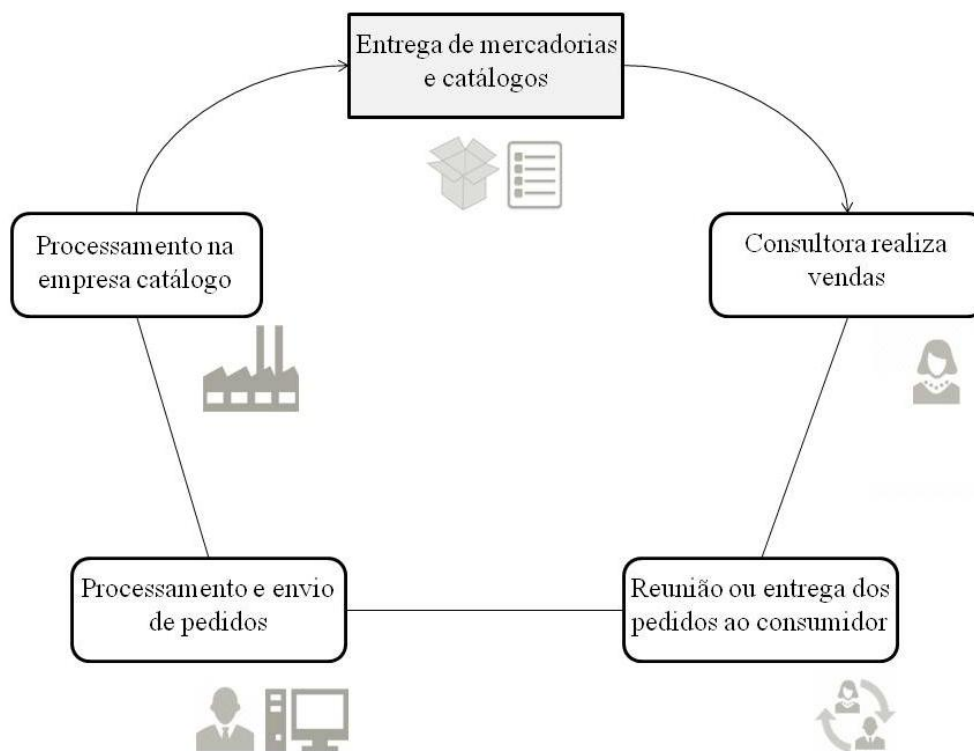 Entrega de mercadorias
e catálogos
Processamento na
empresa catálogo
Consultora realiza
vendas
Processamento e envio
de pedidos
Reunião ou entrega dos
pedidos ao consumidor